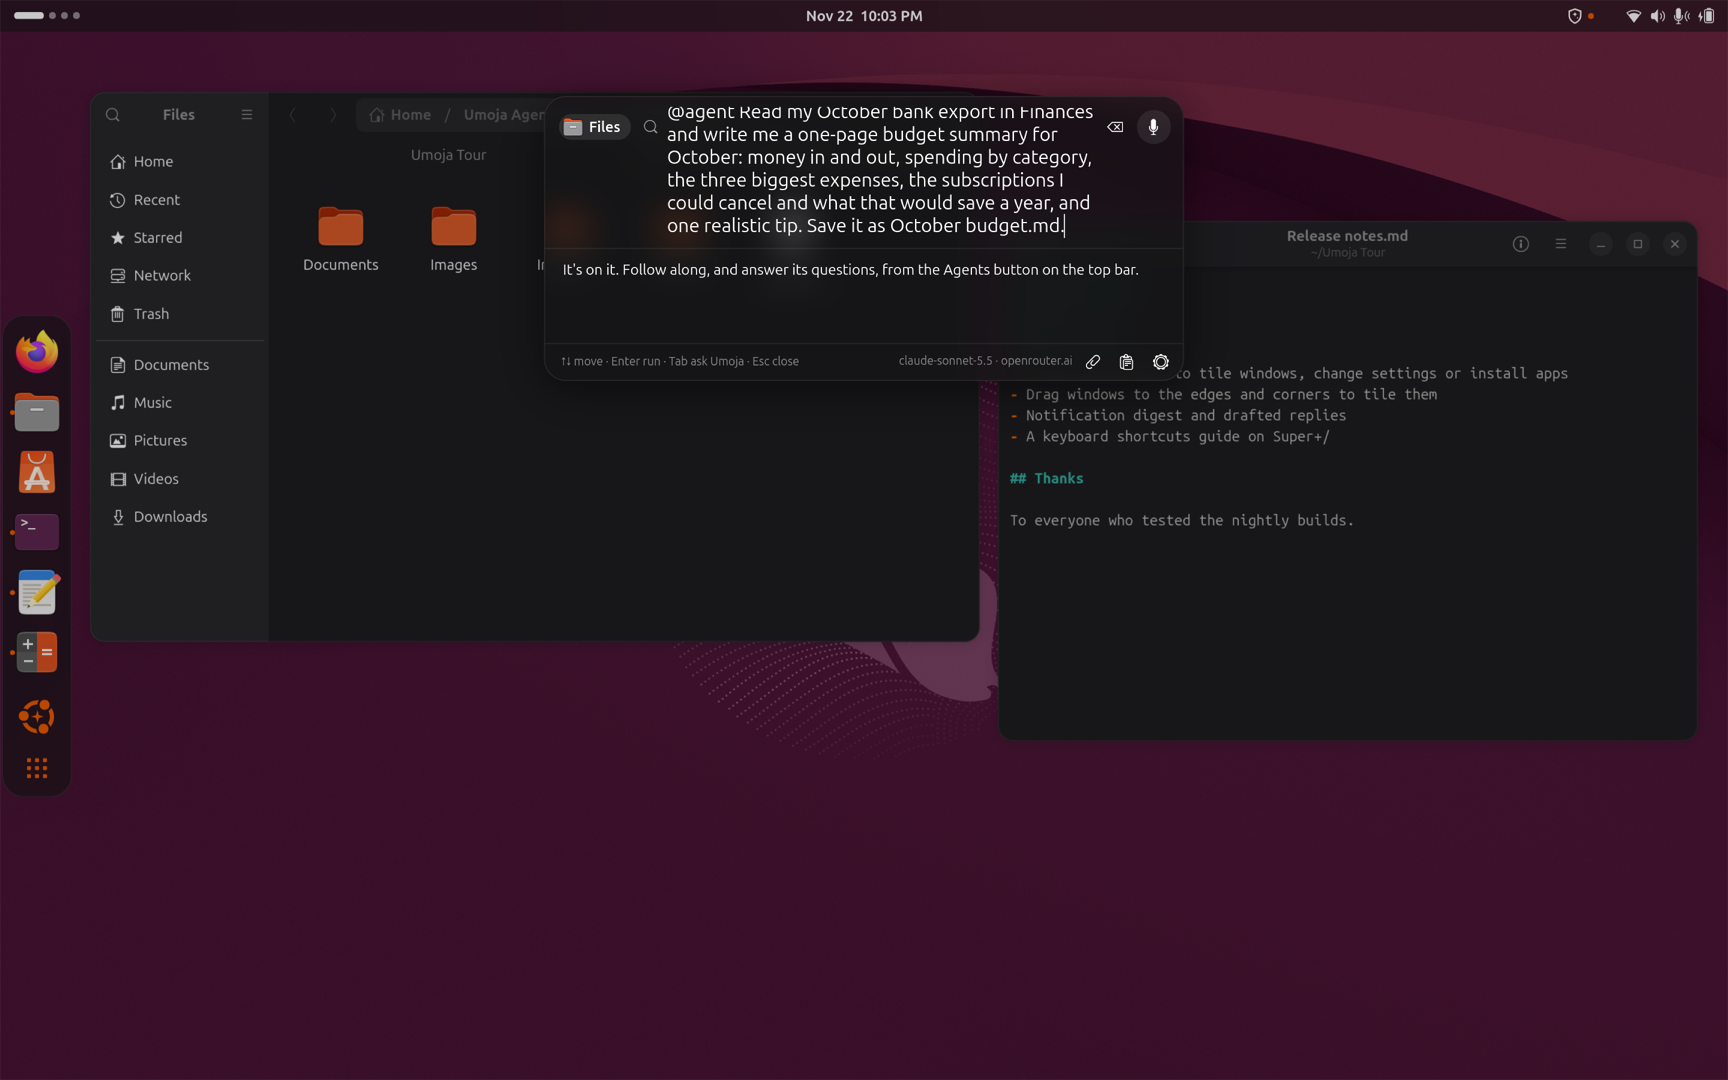 Nov 22 10:03 PM
Files
Home / Umoja Agen
Umoja Tour
Home
Recent
Starred
Network
Trash
Documents
Music
Pictures
Videos
Downloads
Documents
Images
Files
@agent Read my October bank export in Finances
and write me a one-page budget summary for
October: money in and out, spending by category,
the three biggest expenses, the subscriptions I
could cancel and what that would save a year, and
one realistic tip. Save it as October budget.md.
It's on it. Follow along, and answer its questions, from the Agents button on the top bar.
↑↓ move · Enter run · Tab ask Umoja · Esc close
claude-sonnet-5.5 · openrouter.ai
Release notes.md
~/Umoja Tour
to tile windows, change settings or install apps
- Drag windows to the edges and corners to tile them
- Notification digest and drafted replies
- A keyboard shortcuts guide on Super+/
## Thanks
To everyone who tested the nightly builds.